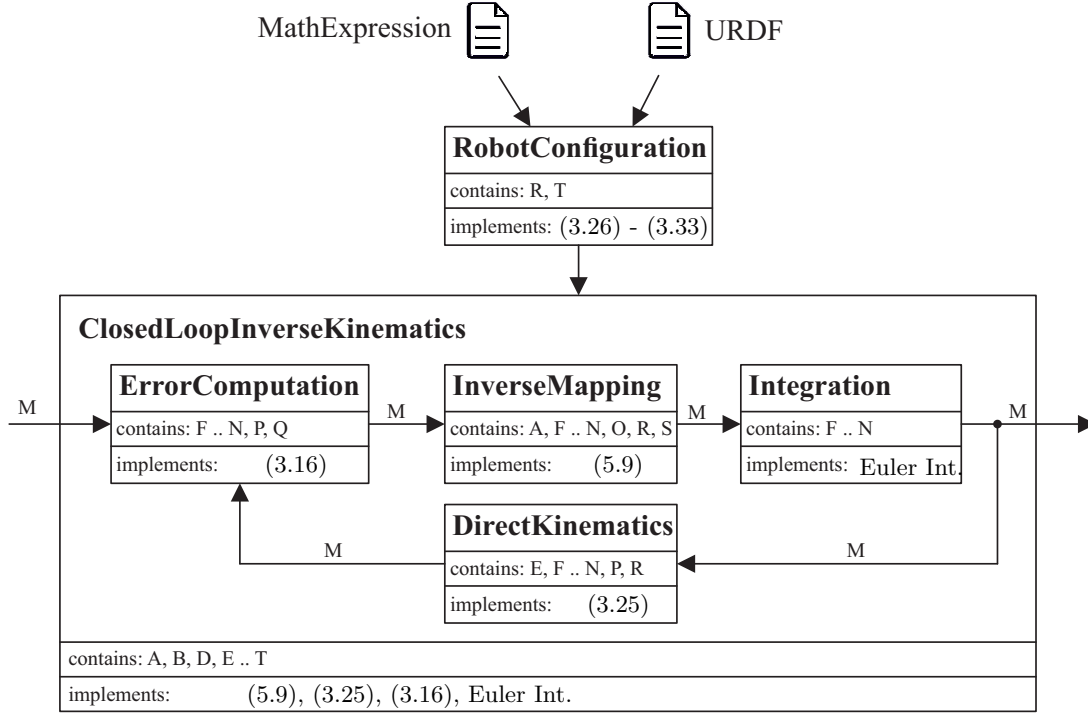 MathExpression
URDF
RobotConfiguration
contains: R, T
implements: (3.26) - (3.33)
ClosedLoopInverseKinematics
M
ErrorComputation
contains: F .. N, P, Q
implements: (3.16)
M
InverseMapping
contains: A, F .. N, O, R, S
implements: (5.9)
M
Integration
contains: F .. N
implements: Euler Int.
M
M
DirectKinematics
contains: E, F .. N, P, R
implements: (3.25)
M
contains: A, B, D, E .. T
implements: (5.9), (3.25), (3.16), Euler Int.